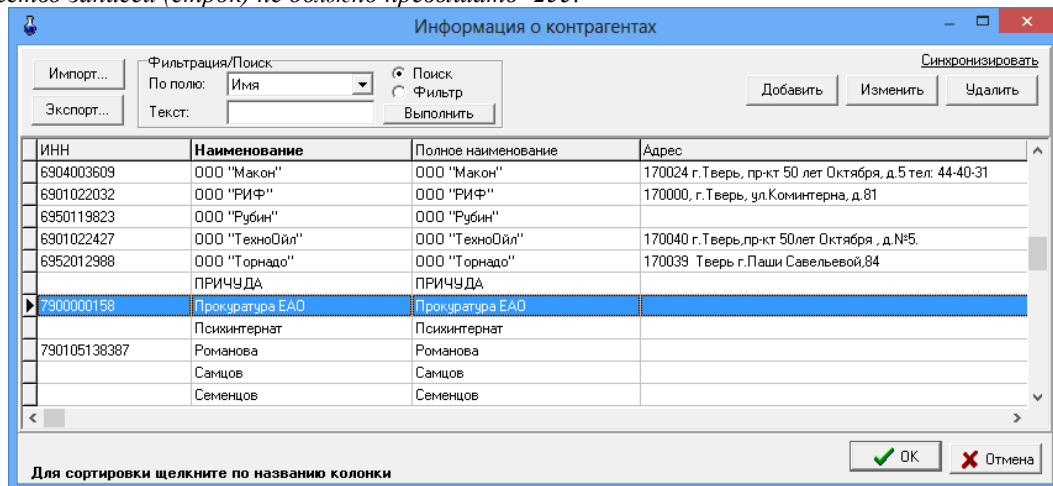 записей (строк) не должно превышать
Информация о контрагентах
Импорт...
Экспорт...
Фильтрация/Поиск
По полю: Имя
Текст:
Поиск
Фильтр
Выполнить
Синхронизировать
Добавить Изменить Удалить
ИНН Наименование Полное наименование Адрес
6904003609 ООО "Макон" ООО "Макон" 170024 г.Тверь, пр-кт 50 лет Октября, д.5 тел: 44-40-31
6901022032 ООО "РИФ" ООО "РИФ" 170000, г.Тверь, ул.Коминтерна, д.81
6950119823 ООО "Рубин" ООО "Рубин"
6901022427 ООО "ТехноОйл" ООО "ТехноОйл" 170040 г.Тверь,пр-кт 50лет Октября , д.№5.
6952012988 ООО "Торнадо" ООО "Торнадо" 170039 Тверь г.Паши Савельевой,84
ПРИЧУДА ПРИЧУДА
7900000158 Прокуратура ЕАО Прокуратура ЕАО
Психинтернат Психинтернат
790105138387 Романова Романова
Самцов Самцов
Семенцов Семенцов
Для сортировки щелкните по названию колонки
OK Отмена